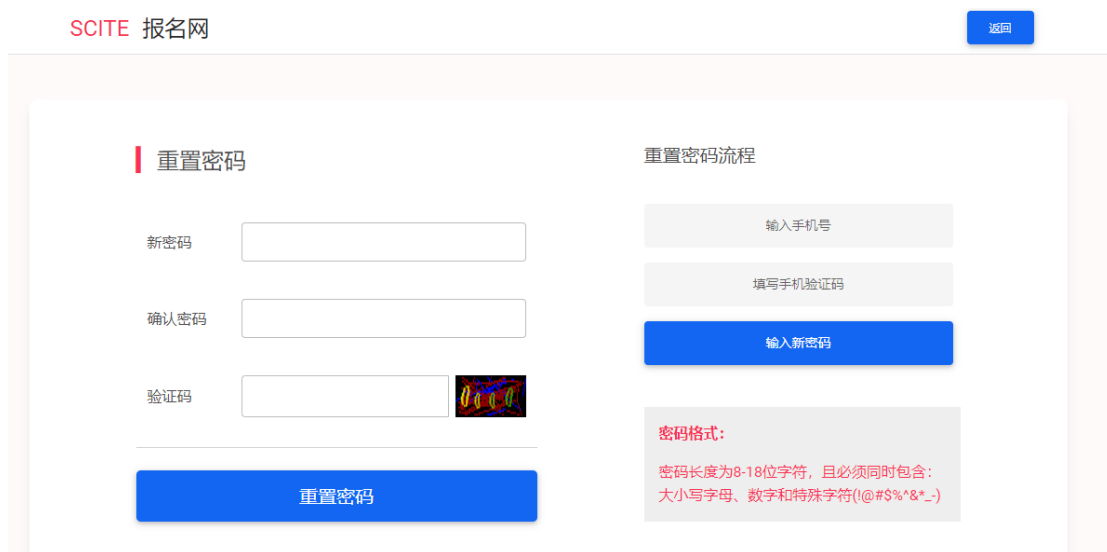 SCITE 报名网
返回
重置密码
新密码
确认密码
验证码
重置密码
重置密码流程
输入手机号
填写手机验证码
输入新密码
密码格式：
密码长度为8-18位字符，且必须同时包含：
大小写字母、数字和特殊字符(!@#$%^&*_-)